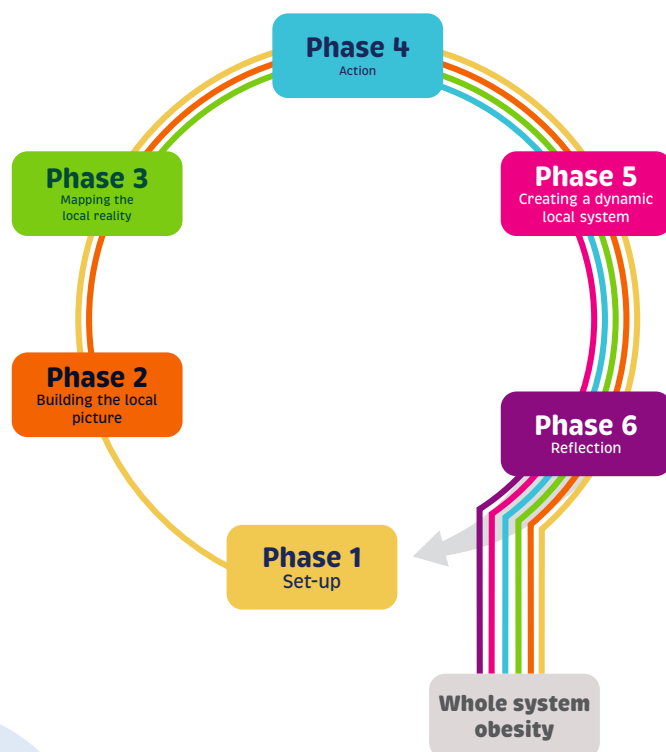 Phase 4
Action
Phase 3
Mapping the
local reality
Phase 5
Creating a dynamic
local system
Phase 2
Building the local
picture
Phase 6
Reflection
Phase 1
Set-up
Whole system
obesity